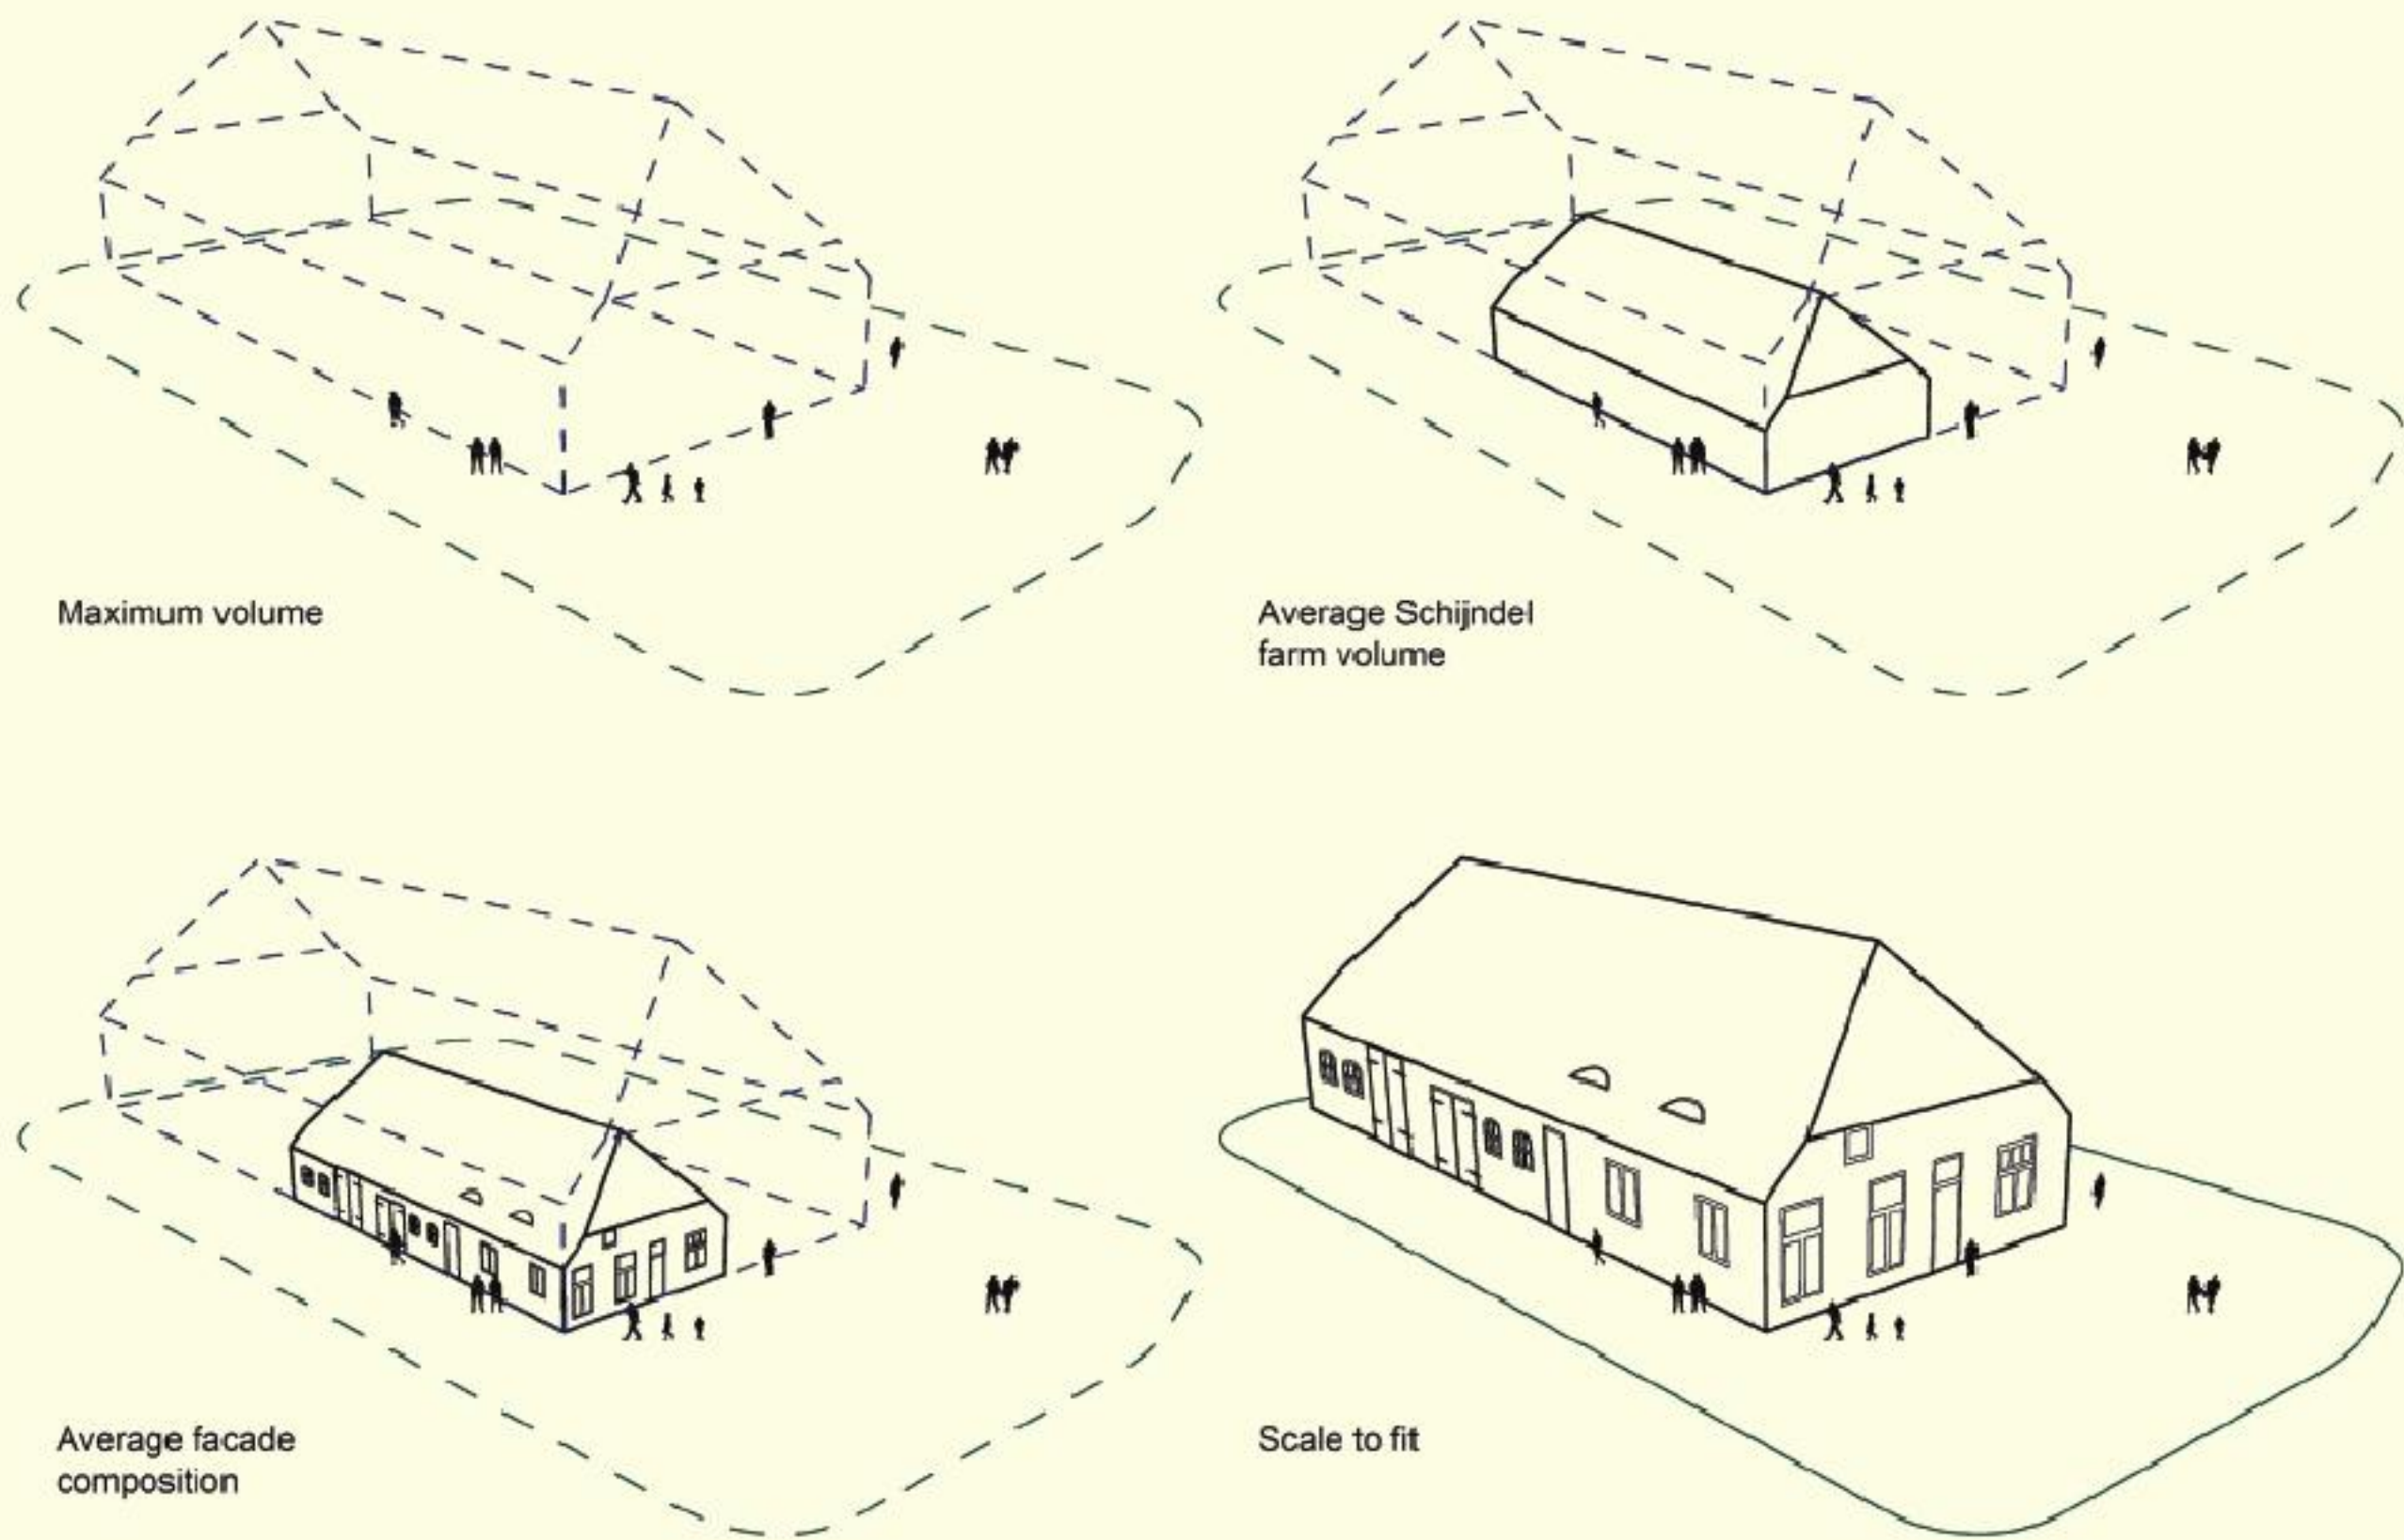 Maximum volume
Average Schijndel
farm volume
Average facade
composition
Scale to fit